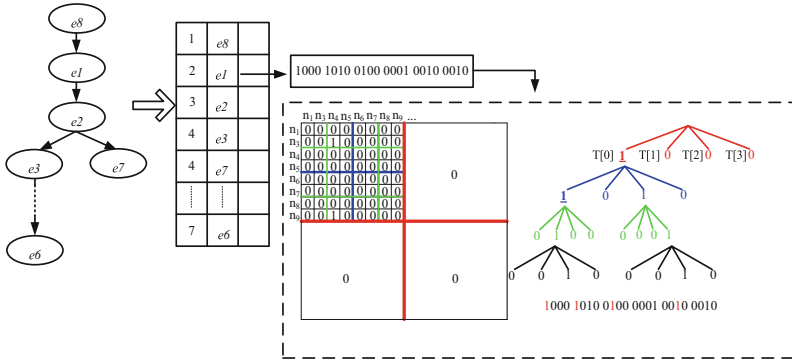 e8
e1
e2
e3
e7
e6
1 e8
2 e1
3 e2
4 e3
4 e7
7 e6
1000 1010 0100 0001 0010 0010
n1 n3 n4 n5 n6 n7 n8 n9 ...
n1 0 0 0 0 0 0 0 0
n3 0 0 1 0 0 0 0 0
n4 0 0 0 0 0 0 0 0
n5 0 0 0 0 0 0 0 0
n6 0 0 0 0 0 0 0 0
n7 0 0 0 0 0 0 0 0
n8 0 0 0 0 0 0 0 0
n9 0 0 1 0 0 0 0 0
0
0
0
T[0] 1 T[1] 0 T[2] 0 T[3] 0
1 0 1 0
0 1 0 0 0 0 0 1
0 0 1 0 0 0 1 0
1000 1010 0100 0001 0010 0010